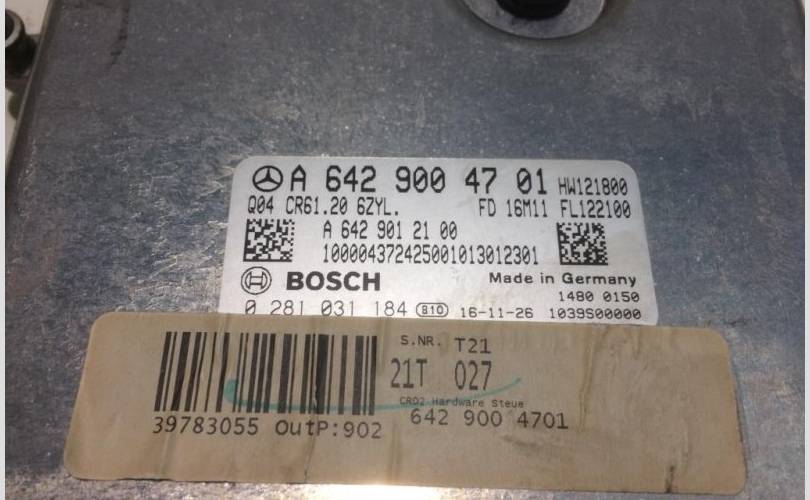 A 642 900 47 01 HW121800
Q04 CR61.20 6ZYL. FD 16M11 FL122100
A 642 901 21 00
100004372425001013012301
BOSCH Made in Germany
1480 0150
0 281 031 184 810 16-11-26 1039S00000
S.NR. T21
21T 027
CRO2 Hardware Steue
39783055 OutP:902 642 900 4701